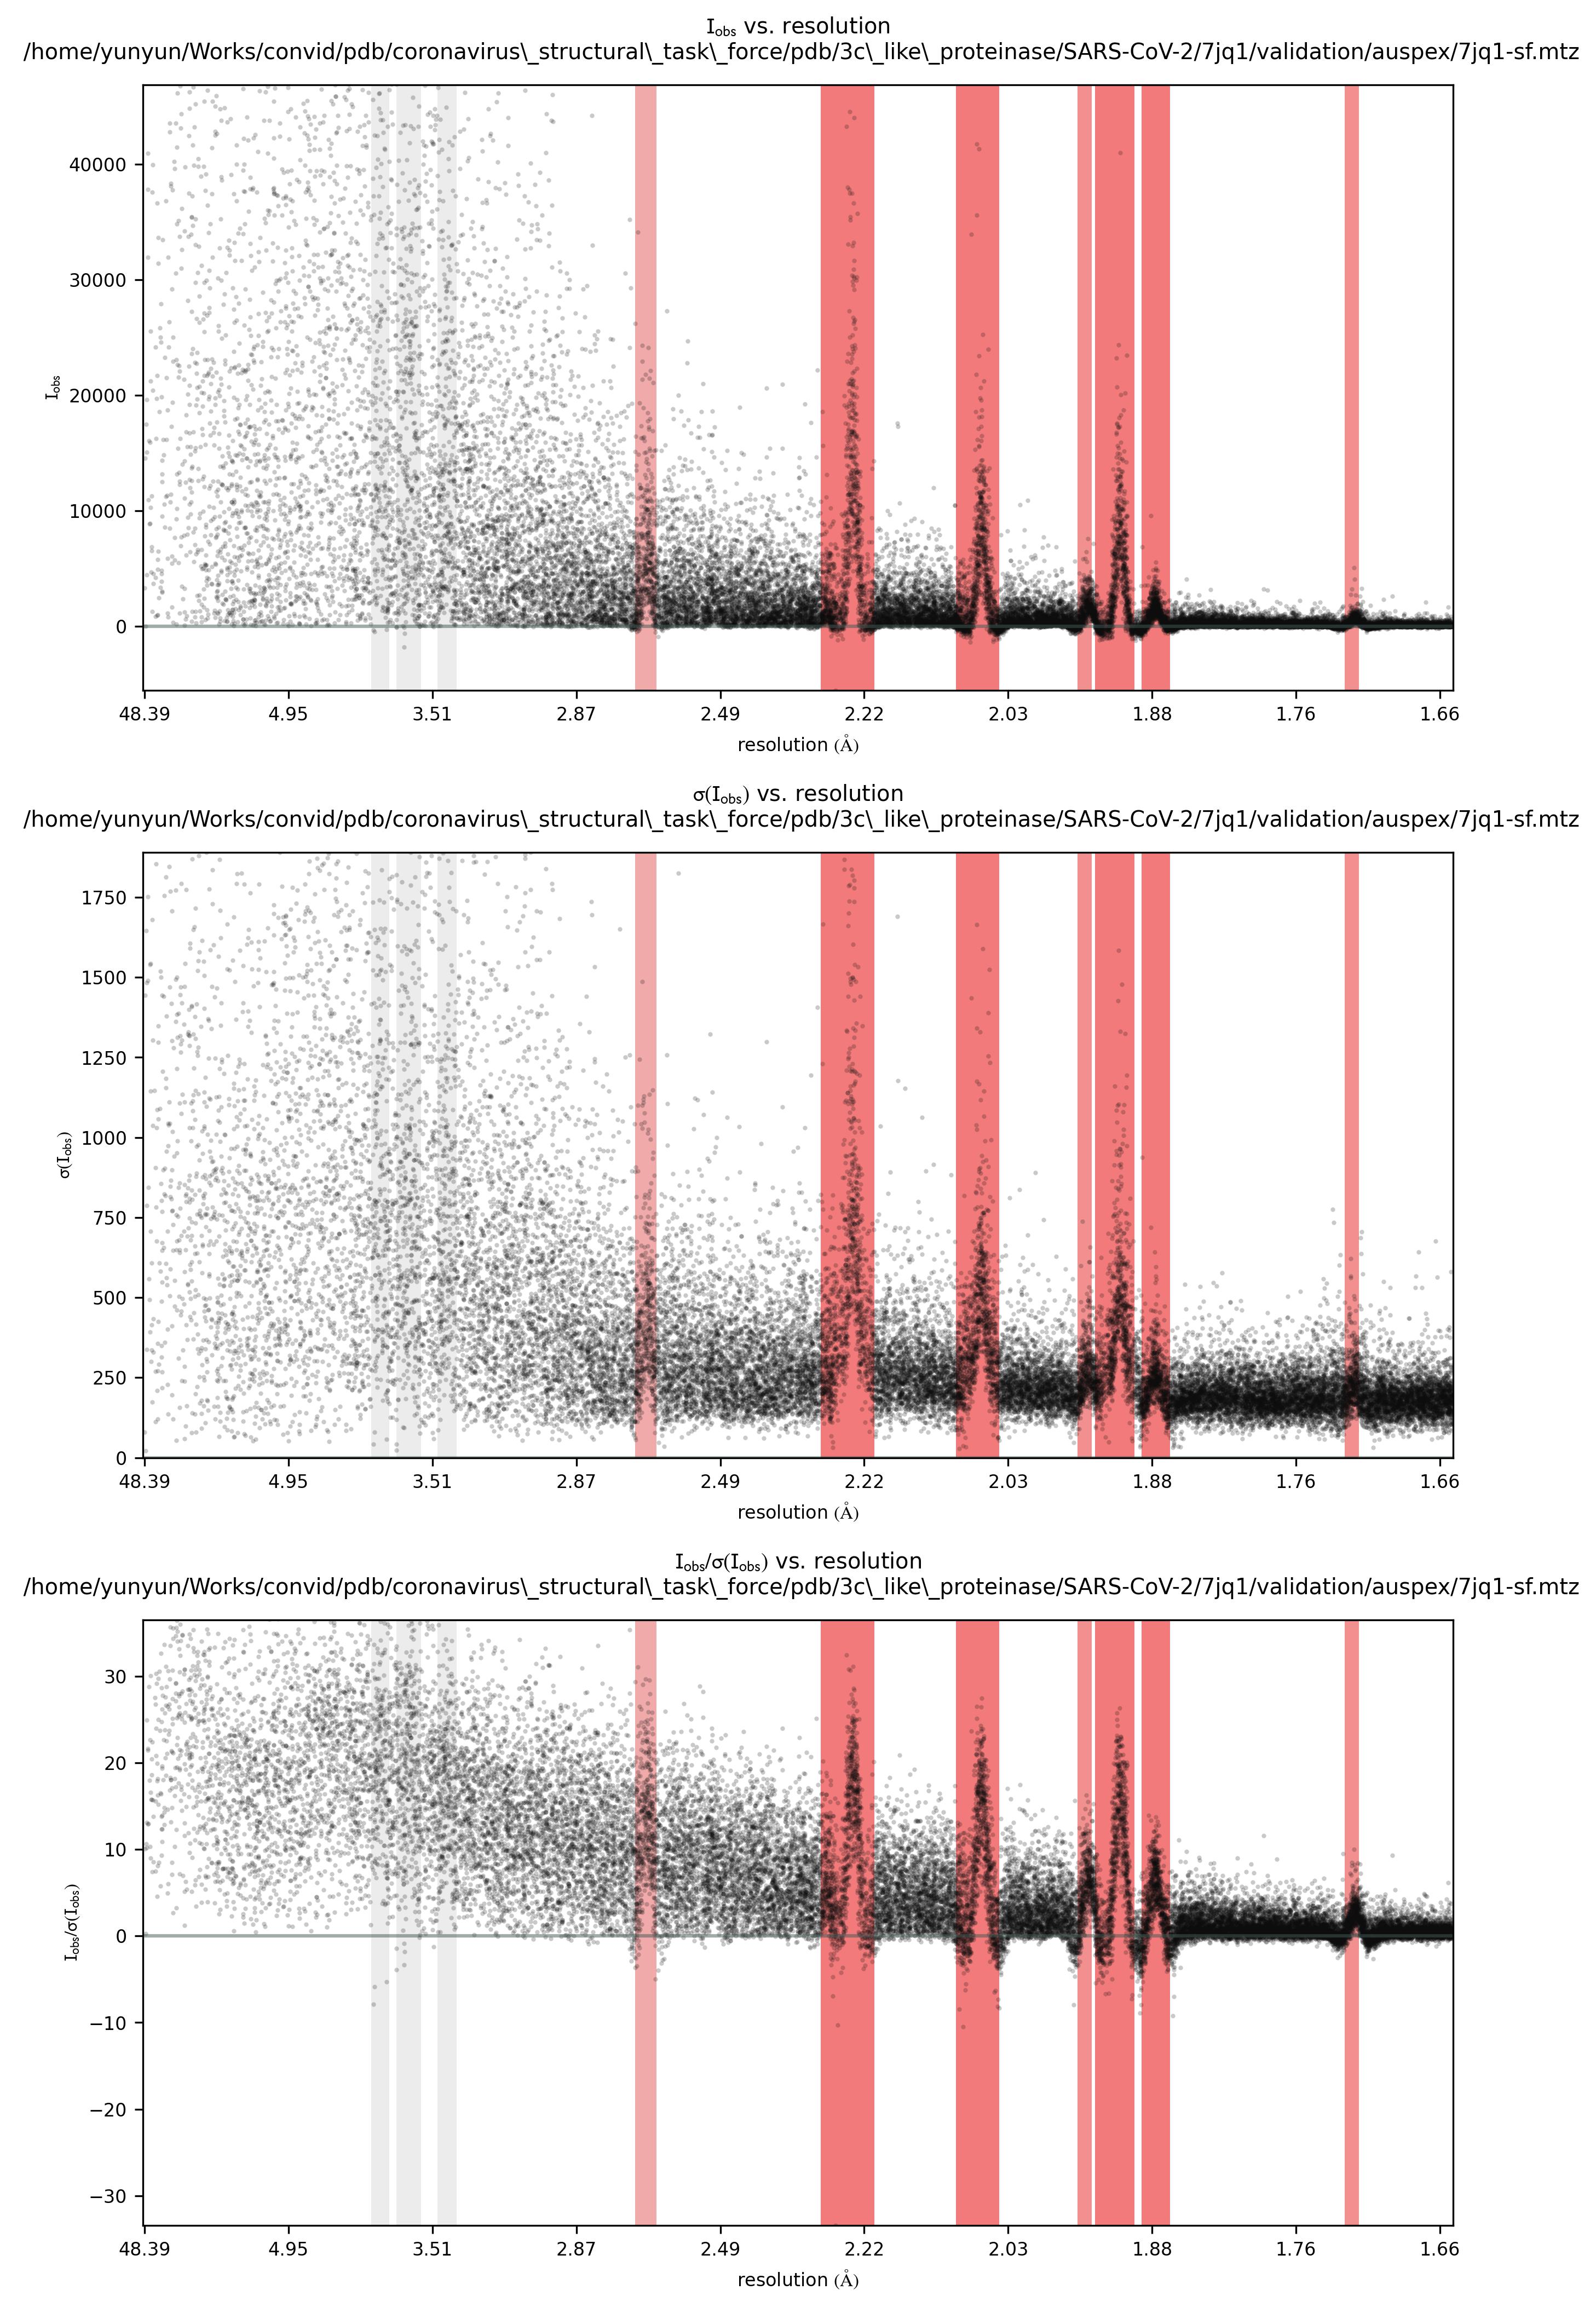 I_obs vs. resolution
/home/yunyun/Works/convid/pdb/coronavirus\_structural\_task\_force/pdb/3c\_like\_proteinase/SARS-CoV-2/7jq1/validation/auspex/7jq1-sf.mtz
40000
30000
I_obs
20000
10000
0
48.39 4.95 3.51 2.87 2.49 2.22 2.03 1.88 1.76 1.66
resolution (Å)
σ(I_obs) vs. resolution
/home/yunyun/Works/convid/pdb/coronavirus\_structural\_task\_force/pdb/3c\_like\_proteinase/SARS-CoV-2/7jq1/validation/auspex/7jq1-sf.mtz
1750
1500
1250
σ(I_obs)
1000
750
500
250
0
48.39 4.95 3.51 2.87 2.49 2.22 2.03 1.88 1.76 1.66
resolution (Å)
I_obs/σ(I_obs) vs. resolution
/home/yunyun/Works/convid/pdb/coronavirus\_structural\_task\_force/pdb/3c\_like\_proteinase/SARS-CoV-2/7jq1/validation/auspex/7jq1-sf.mtz
30
20
10
I_obs/σ(I_obs)
0
−10
−20
−30
48.39 4.95 3.51 2.87 2.49 2.22 2.03 1.88 1.76 1.66
resolution (Å)